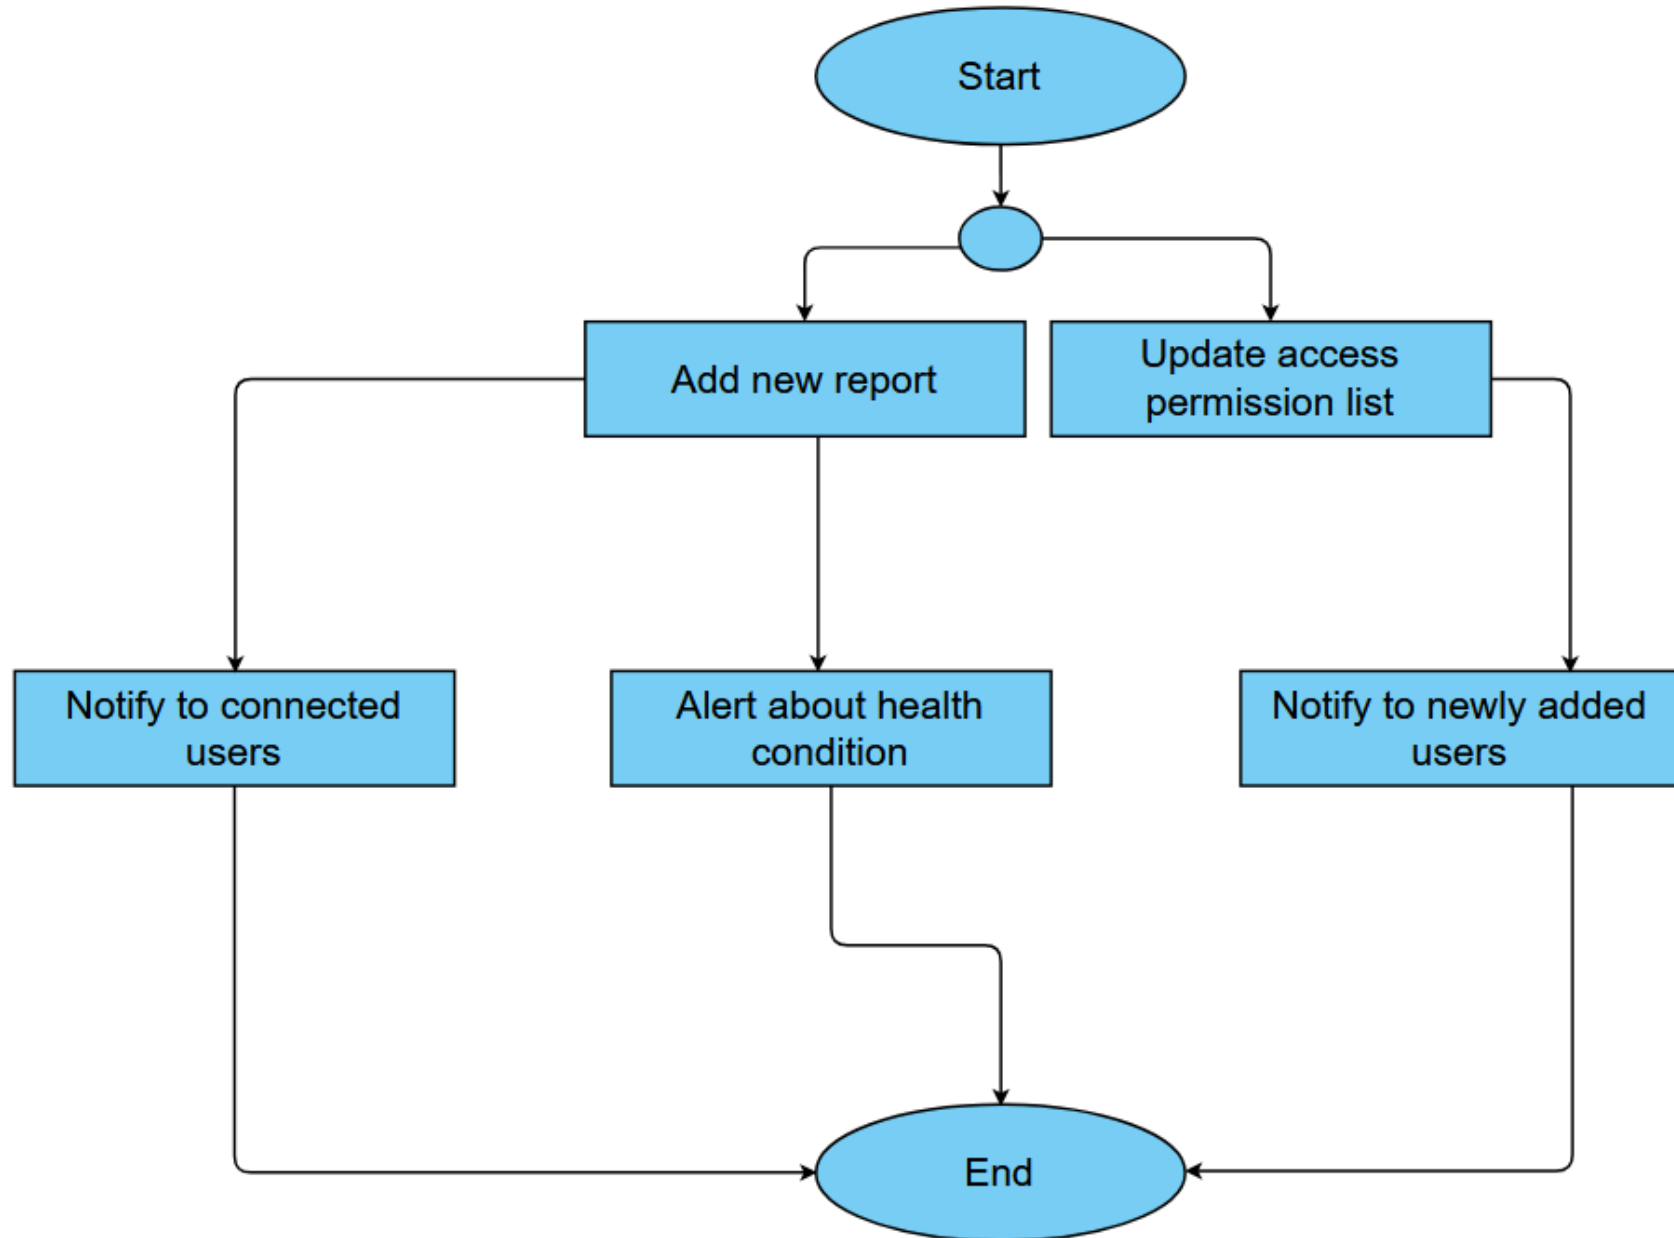 Start
Add new report
Update access
permission list
Notify to connected
users
Alert about health
condition
Notify to newly added
users
End